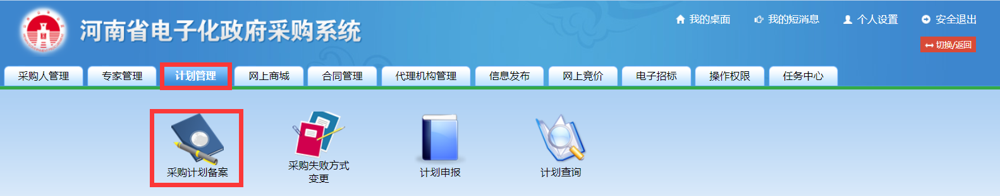 河南省电子化政府采购系统
我的桌面 我的短消息 个人设置 安全退出
切换/返回
采购人管理 专家管理 计划管理 网上商城 合同管理 代理机构管理 信息发布 网上竞价 电子招标 操作权限 任务中心
采购计划备案 采购失败方式 计划申报 计划查询
变更